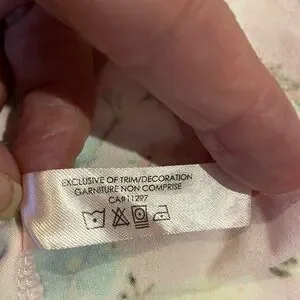 EXCLUSIVE OF TRIM/DECORATION
GARNITURE NON COMPRISE
CA#11297